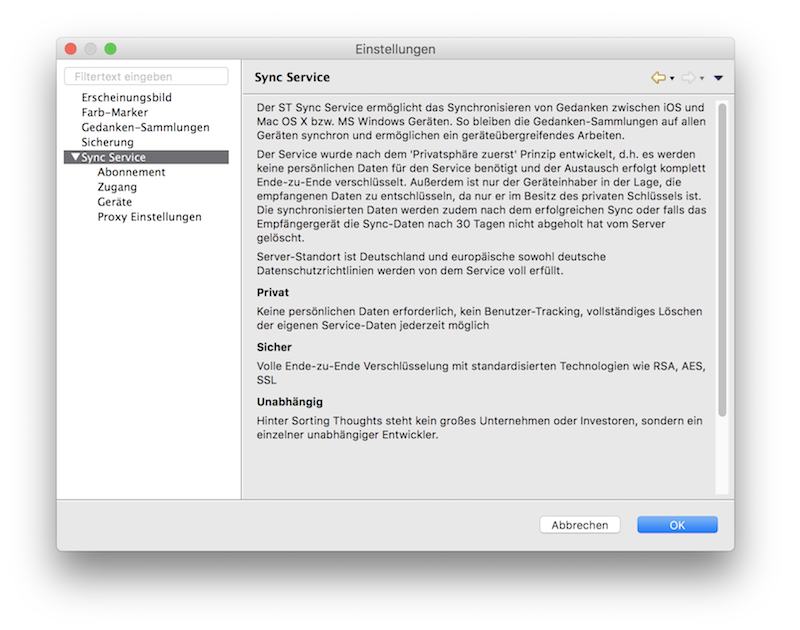 Einstellungen
Filtertext eingeben
Erscheinungsbild
Farb-Marker
Gedanken-Sammlungen
Sicherung
Sync Service
Abonnement
Zugang
Geräte
Proxy Einstellungen
Sync Service
Der ST Sync Service ermöglicht das Synchronisieren von Gedanken zwischen iOS und
Mac OS X bzw. MS Windows Geräten. So bleiben die Gedanken-Sammlungen auf allen
Geräten synchron und ermöglichen ein geräteübergreifendes Arbeiten.
Der Service wurde nach dem 'Privatsphäre zuerst' Prinzip entwickelt, d.h. es werden
keine persönlichen Daten für den Service benötigt und der Austausch erfolgt komplett
Ende-zu-Ende verschlüsselt. Außerdem ist nur der Geräteinhaber in der Lage, die
empfangenen Daten zu entschlüsseln, da nur er im Besitz des privaten Schlüssels ist.
Die synchronisierten Daten werden zudem nach dem erfolgreichen Sync oder falls das
Empfängergerät die Sync-Daten nach 30 Tagen nicht abgeholt hat vom Server
gelöscht.
Server-Standort ist Deutschland und europäische sowohl deutsche
Datenschutzrichtlinien werden von dem Service voll erfüllt.
Privat
Keine persönlichen Daten erforderlich, kein Benutzer-Tracking, vollständiges Löschen
der eigenen Service-Daten jederzeit möglich
Sicher
Volle Ende-zu-Ende Verschlüsselung mit standardisierten Technologien wie RSA, AES,
SSL
Unabhängig
Hinter Sorting Thoughts steht kein großes Unternehmen oder Investoren, sondern ein
einzelner unabhängiger Entwickler.
Abbrechen
OK